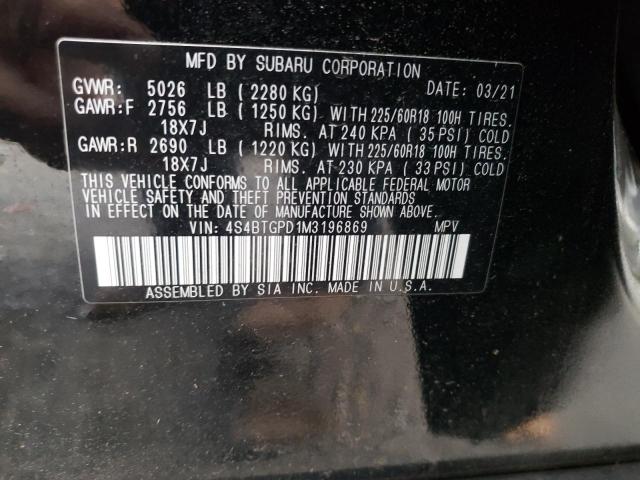 MFD BY SUBARU CORPORATION
GVWR: 5026 LB ( 2280 KG) DATE: 03/21
GAWR:F 2756 LB ( 1250 KG) WITH 225/60R18 100H TIRES.
18X7J RIMS. AT 240 KPA ( 35 PSI) COLD
GAWR:R 2690 LB ( 1220 KG) WITH 225/60R18 100H TIRES.
18X7J RIMS. AT 230 KPA ( 33 PSI) COLD
THIS VEHICLE CONFORMS TO ALL APPLICABLE FEDERAL MOTOR
VEHICLE SAFETY AND THEFT PREVENTION STANDARDS
IN EFFECT ON THE DATE OF MANUFACTURE SHOWN ABOVE.
VIN: 4S4BTGPD1M3196869 MPV
ASSEMBLED BY SIA INC. MADE IN U.S.A.